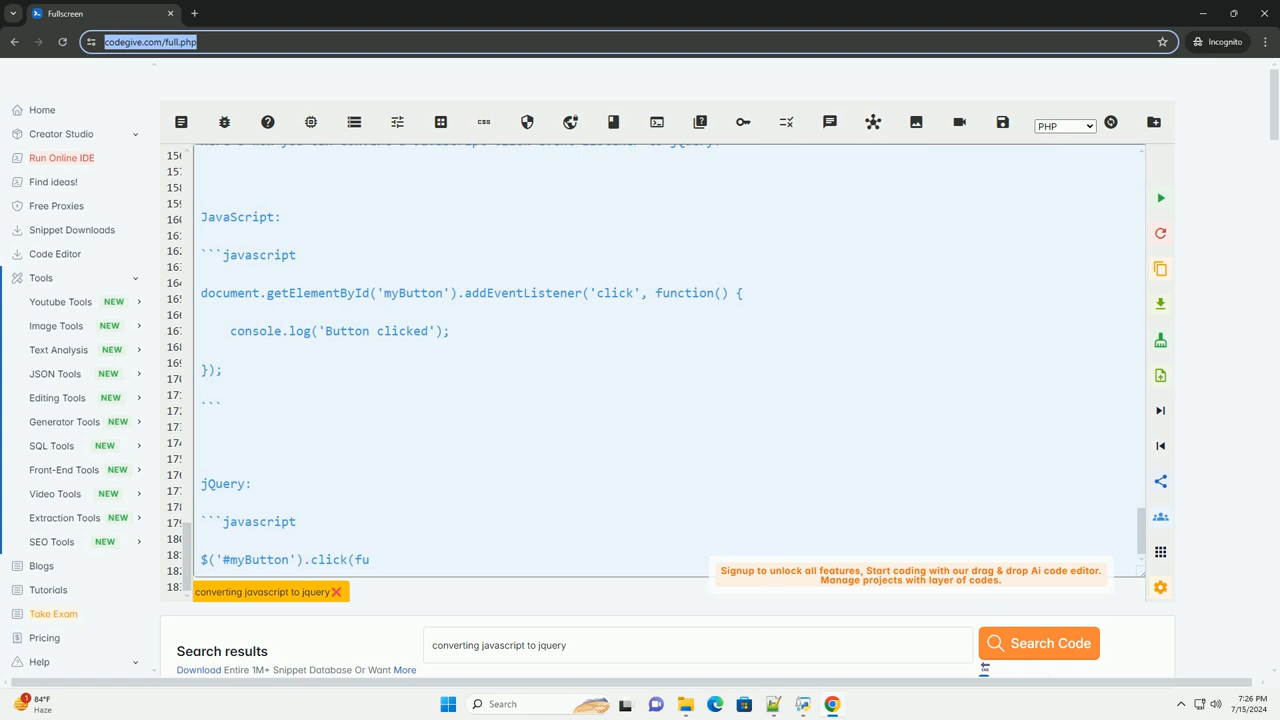 Fullscreen
codegive.com/full.php
Incognito
Home
Creator Studio
Run Online IDE
Find ideas!
Free Proxies
Snippet Downloads
Code Editor
Tools
Youtube Tools NEW
Image Tools NEW
Text Analysis NEW
JSON Tools NEW
Editing Tools NEW
Generator Tools NEW
SQL Tools NEW
Front-End Tools NEW
Video Tools NEW
Extraction Tools NEW
SEO Tools NEW
Blogs
Tutorials
Take Exam
Pricing
Help
css
PHP
JavaScript:
```javascript
document.getElementById('myButton').addEventListener('click', function() {
console.log('Button clicked');
});
```
jQuery:
```javascript
$('#myButton').click(fu
Signup to unlock all features, Start coding with our drag & drop Ai code editor.
Manage projects with layer of codes.
converting javascript to jquery
Search results
converting javascript to jquery
Search Code
Download Entire 1M+ Snippet Database Or Want More
84°F
Haze
Search
1:26 PM
7/15/2024